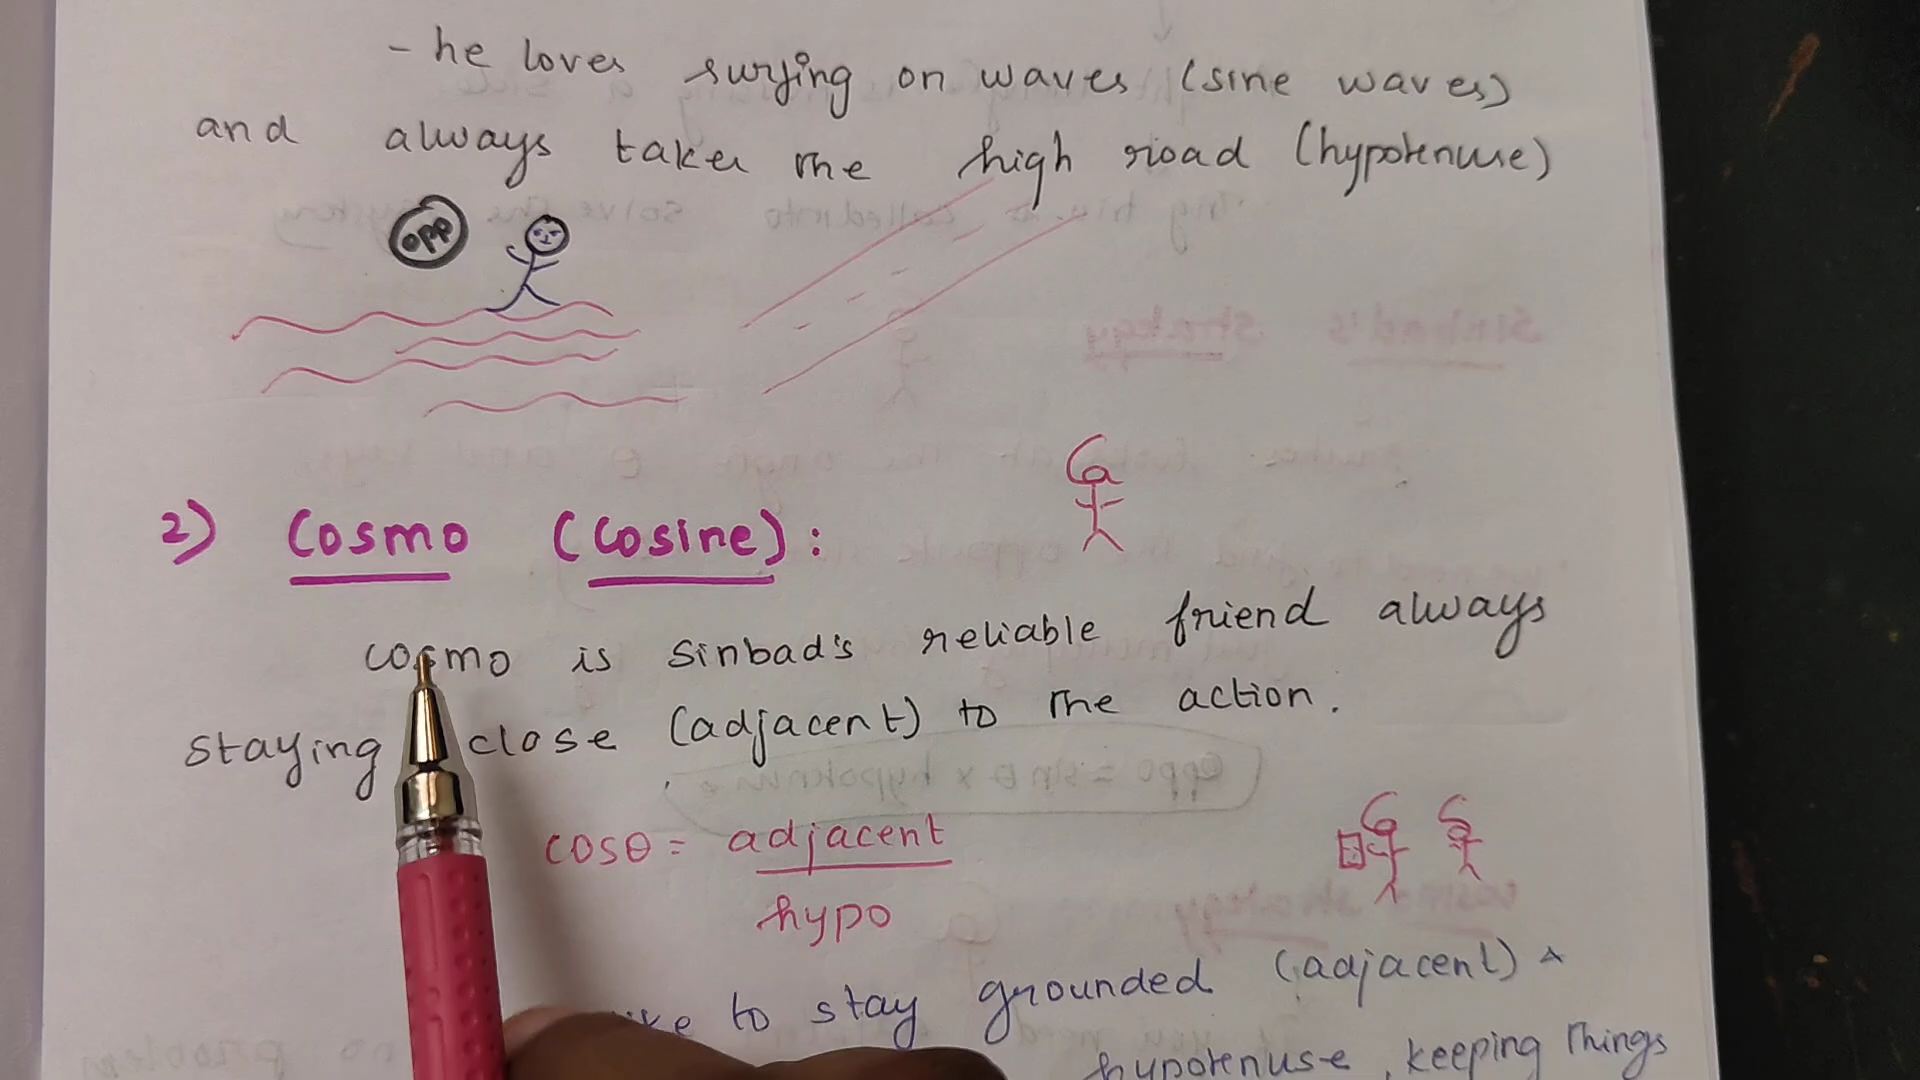 - he loves surfing on waves (sine waves)
and always takes the high road (hypotenuse)
opp
2) Cosmo (Cosine):
Cosmo is Sinbad's reliable friend always
staying close (adjacent) to the action.
cosθ = adjacent
hypo
to stay grounded (adjacent)
hypotenuse, keeping things